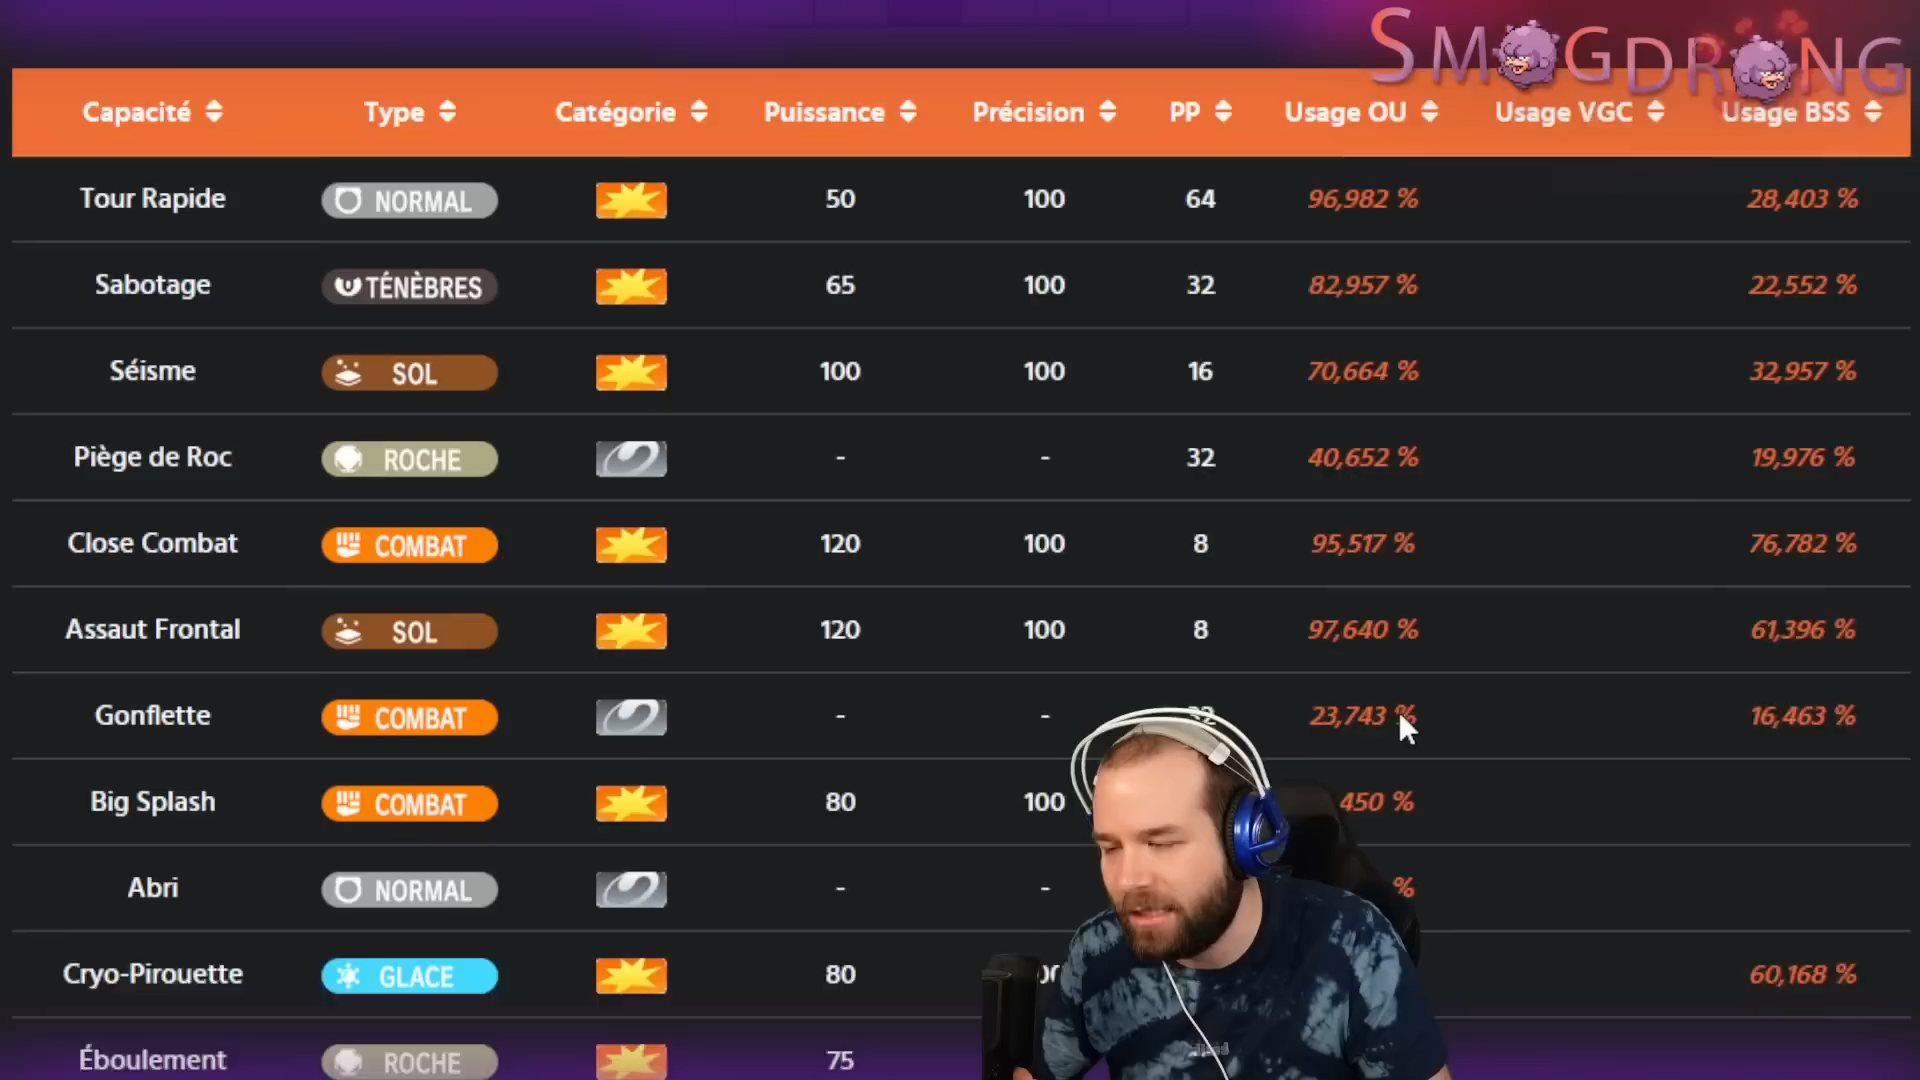 SMOGDRONG
Capacité Type Catégorie Puissance Précision PP Usage OU Usage VGC Usage BSS
Tour Rapide NORMAL 50 100 64 96,982 % 28,403 %
Sabotage TÉNÈBRES 65 100 32 82,957 % 22,552 %
Séisme SOL 100 100 16 70,664 % 32,957 %
Piège de Roc ROCHE - - 32 40,652 % 19,976 %
Close Combat COMBAT 120 100 8 95,517 % 76,782 %
Assaut Frontal SOL 120 100 8 97,640 % 61,396 %
Gonflette COMBAT - - 23,743 % 16,463 %
Big Splash COMBAT 80 100 450 %
Abri NORMAL - - %
Cryo-Pirouette GLACE 80 60,168 %
Éboulement ROCHE 75